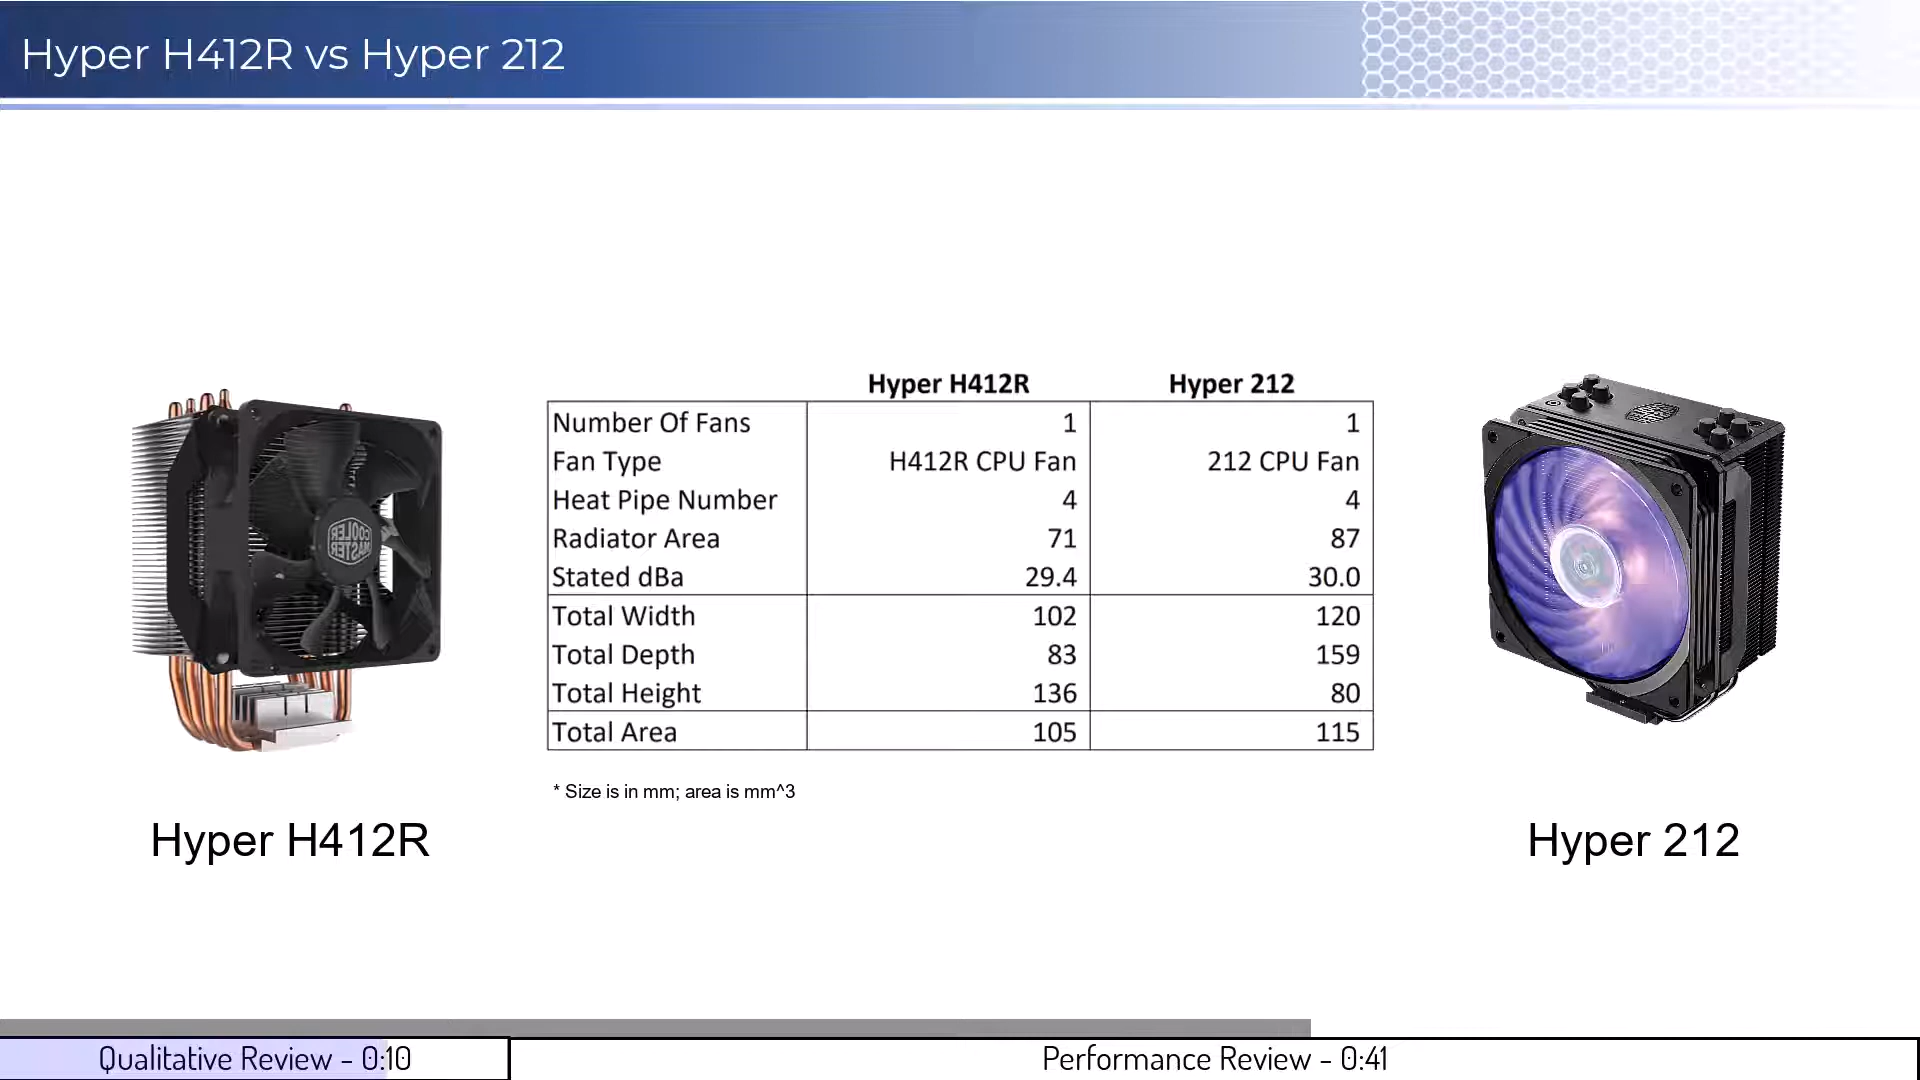 Hyper H412R vs Hyper 212
Hyper H412R Hyper 212
Number Of Fans 1 1
Fan Type H412R CPU Fan 212 CPU Fan
Heat Pipe Number 4 4
Radiator Area 71 87
Stated dBa 29.4 30.0
Total Width 102 120
Total Depth 83 159
Total Height 136 80
Total Area 105 115
* Size is in mm; area is mm^3
COOLER
MASTER
Hyper H412R
Hyper 212
Qualitative Review - 0:10
Performance Review - 0:41